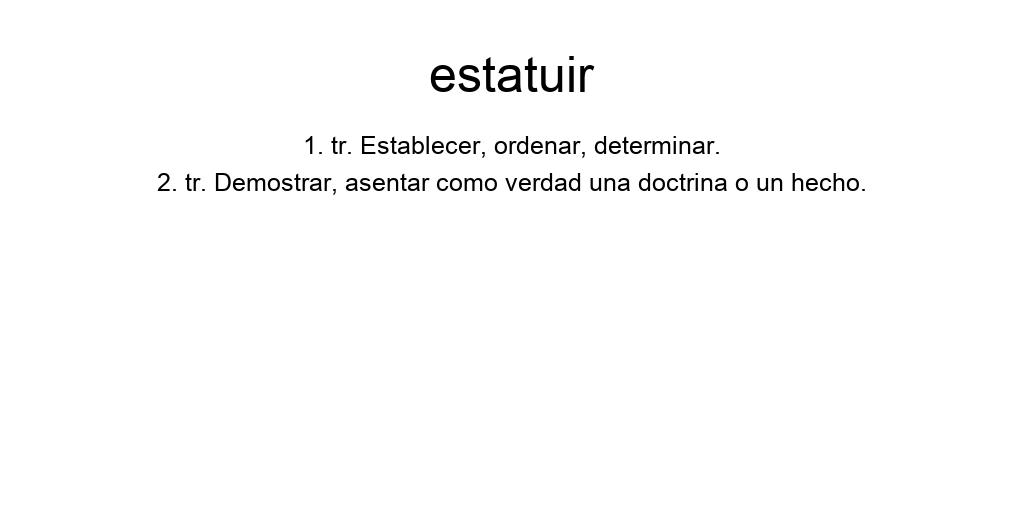 estatuir
1. tr. Establecer, ordenar, determinar.
2. tr. Demostrar, asentar como verdad una doctrina o un hecho.